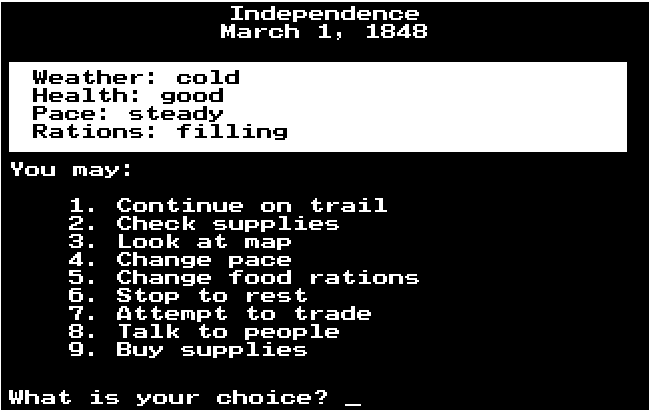 Independence
March 1, 1848
Weather: cold
Health: good
Pace: steady
Rations: filling
You may:
1. Continue on trail
2. Check supplies
3. Look at map
4. Change pace
5. Change food rations
6. Stop to rest
7. Attempt to trade
8. Talk to people
9. Buy supplies
What is your choice? _